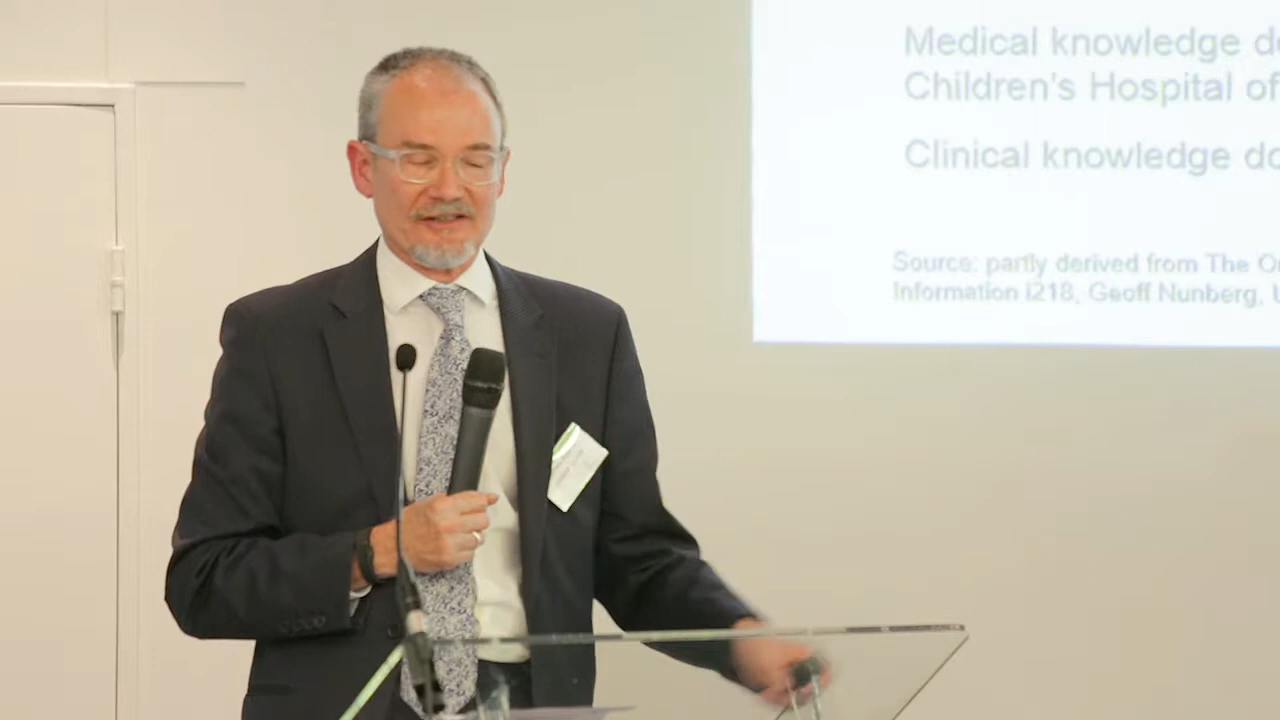 Medical knowledge
Children's Hospital of
Clinical knowledge
Source: partly derived from The
Information i218, Geoff Nunberg,